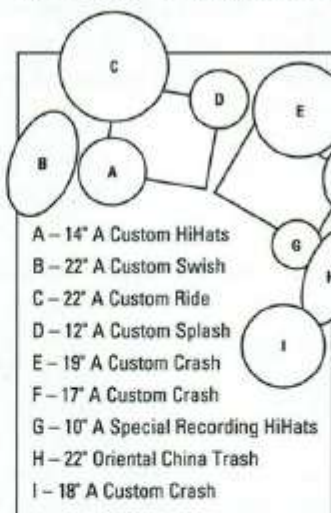 C
D
E
B
A
G
I
A – 14" A Custom HiHats
B – 22" A Custom Swish
C – 22" A Custom Ride
D – 12" A Custom Splash
E – 19" A Custom Crash
F – 17" A Custom Crash
G – 10" A Special Recording HiHats
H – 22" Oriental China Trash
I – 18" A Custom Crash